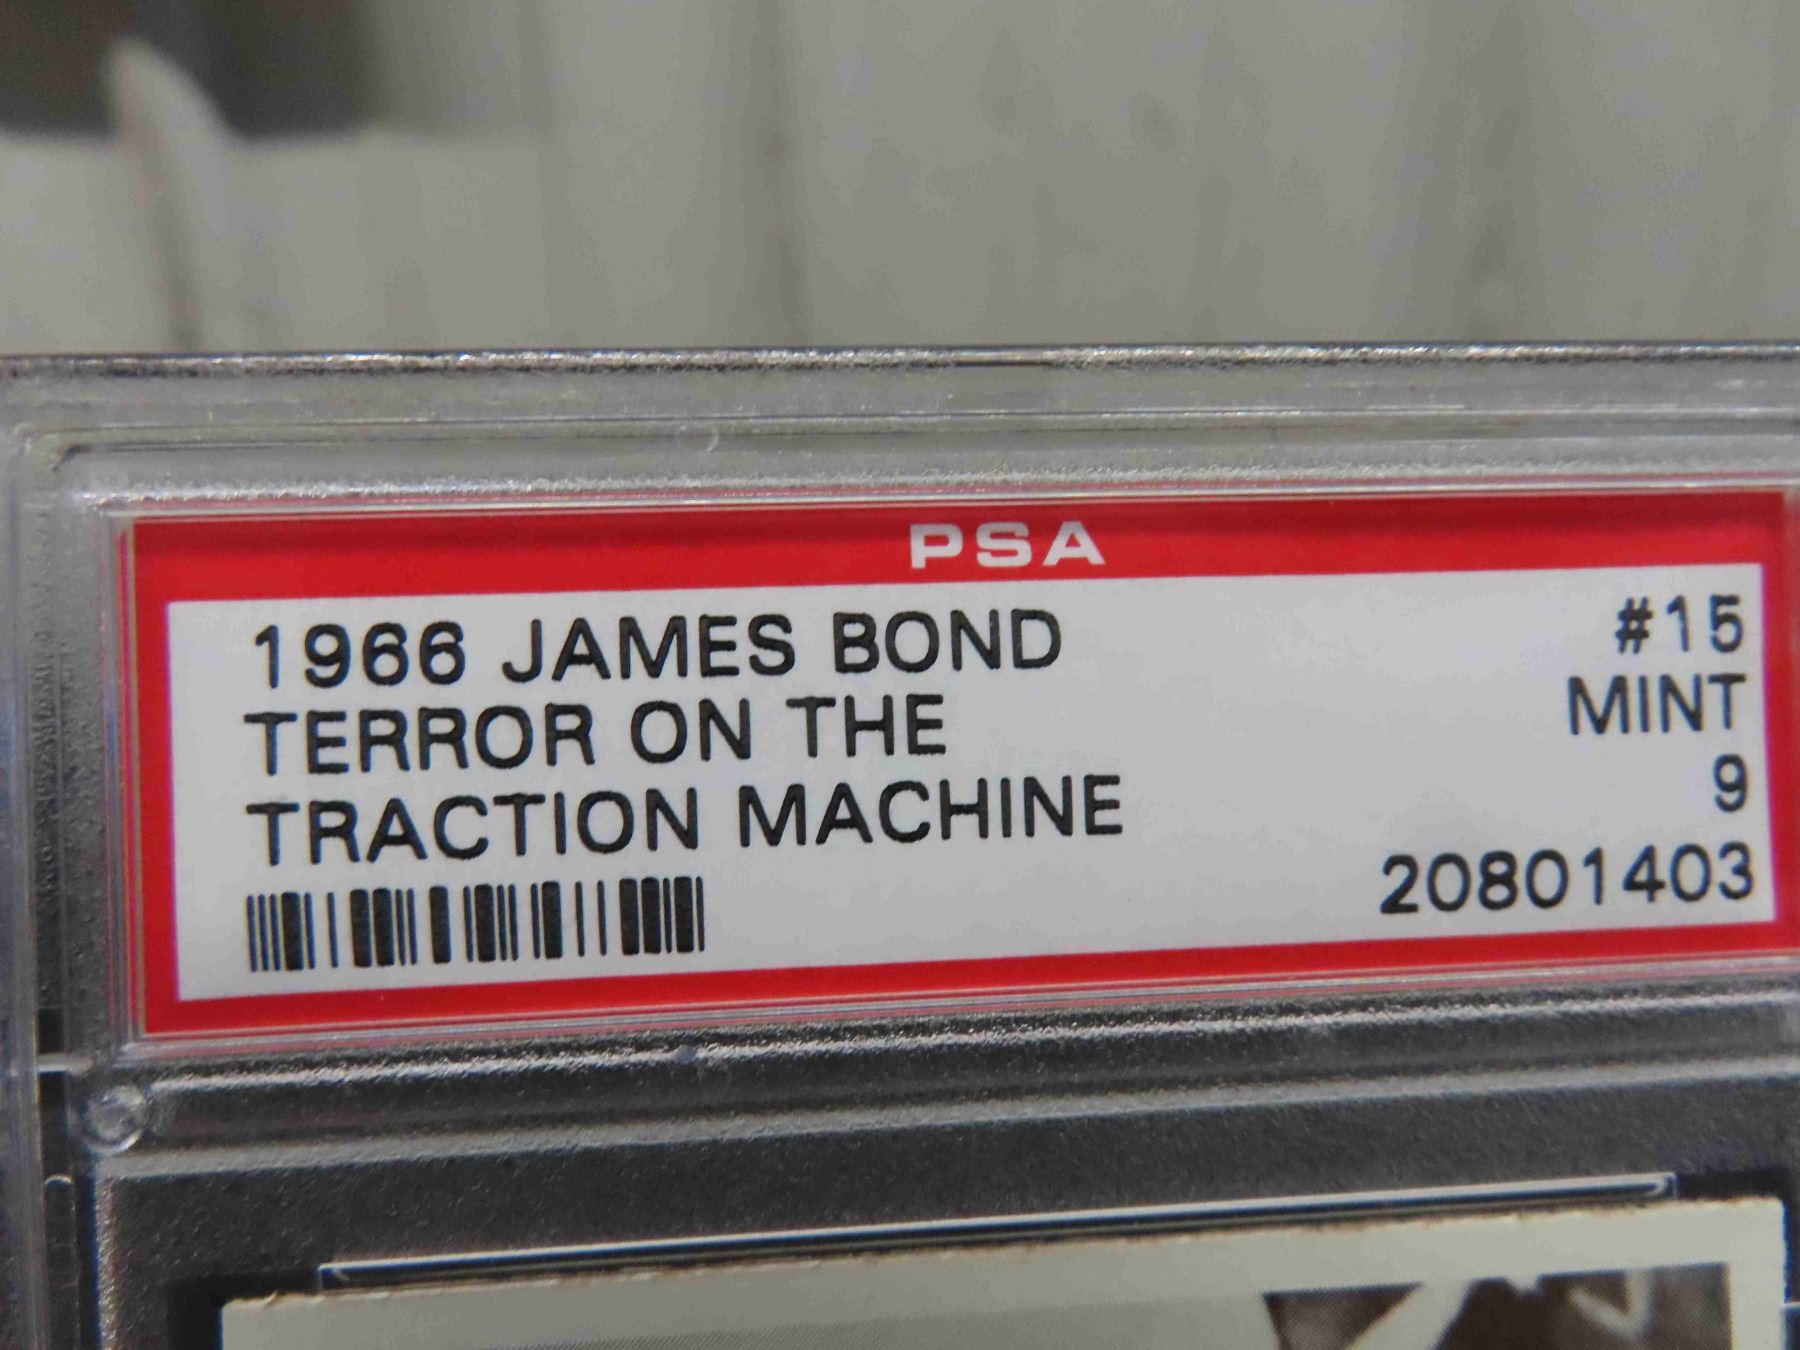 PSA
1966 JAMES BOND #15
TERROR ON THE MINT
TRACTION MACHINE 9
20801403